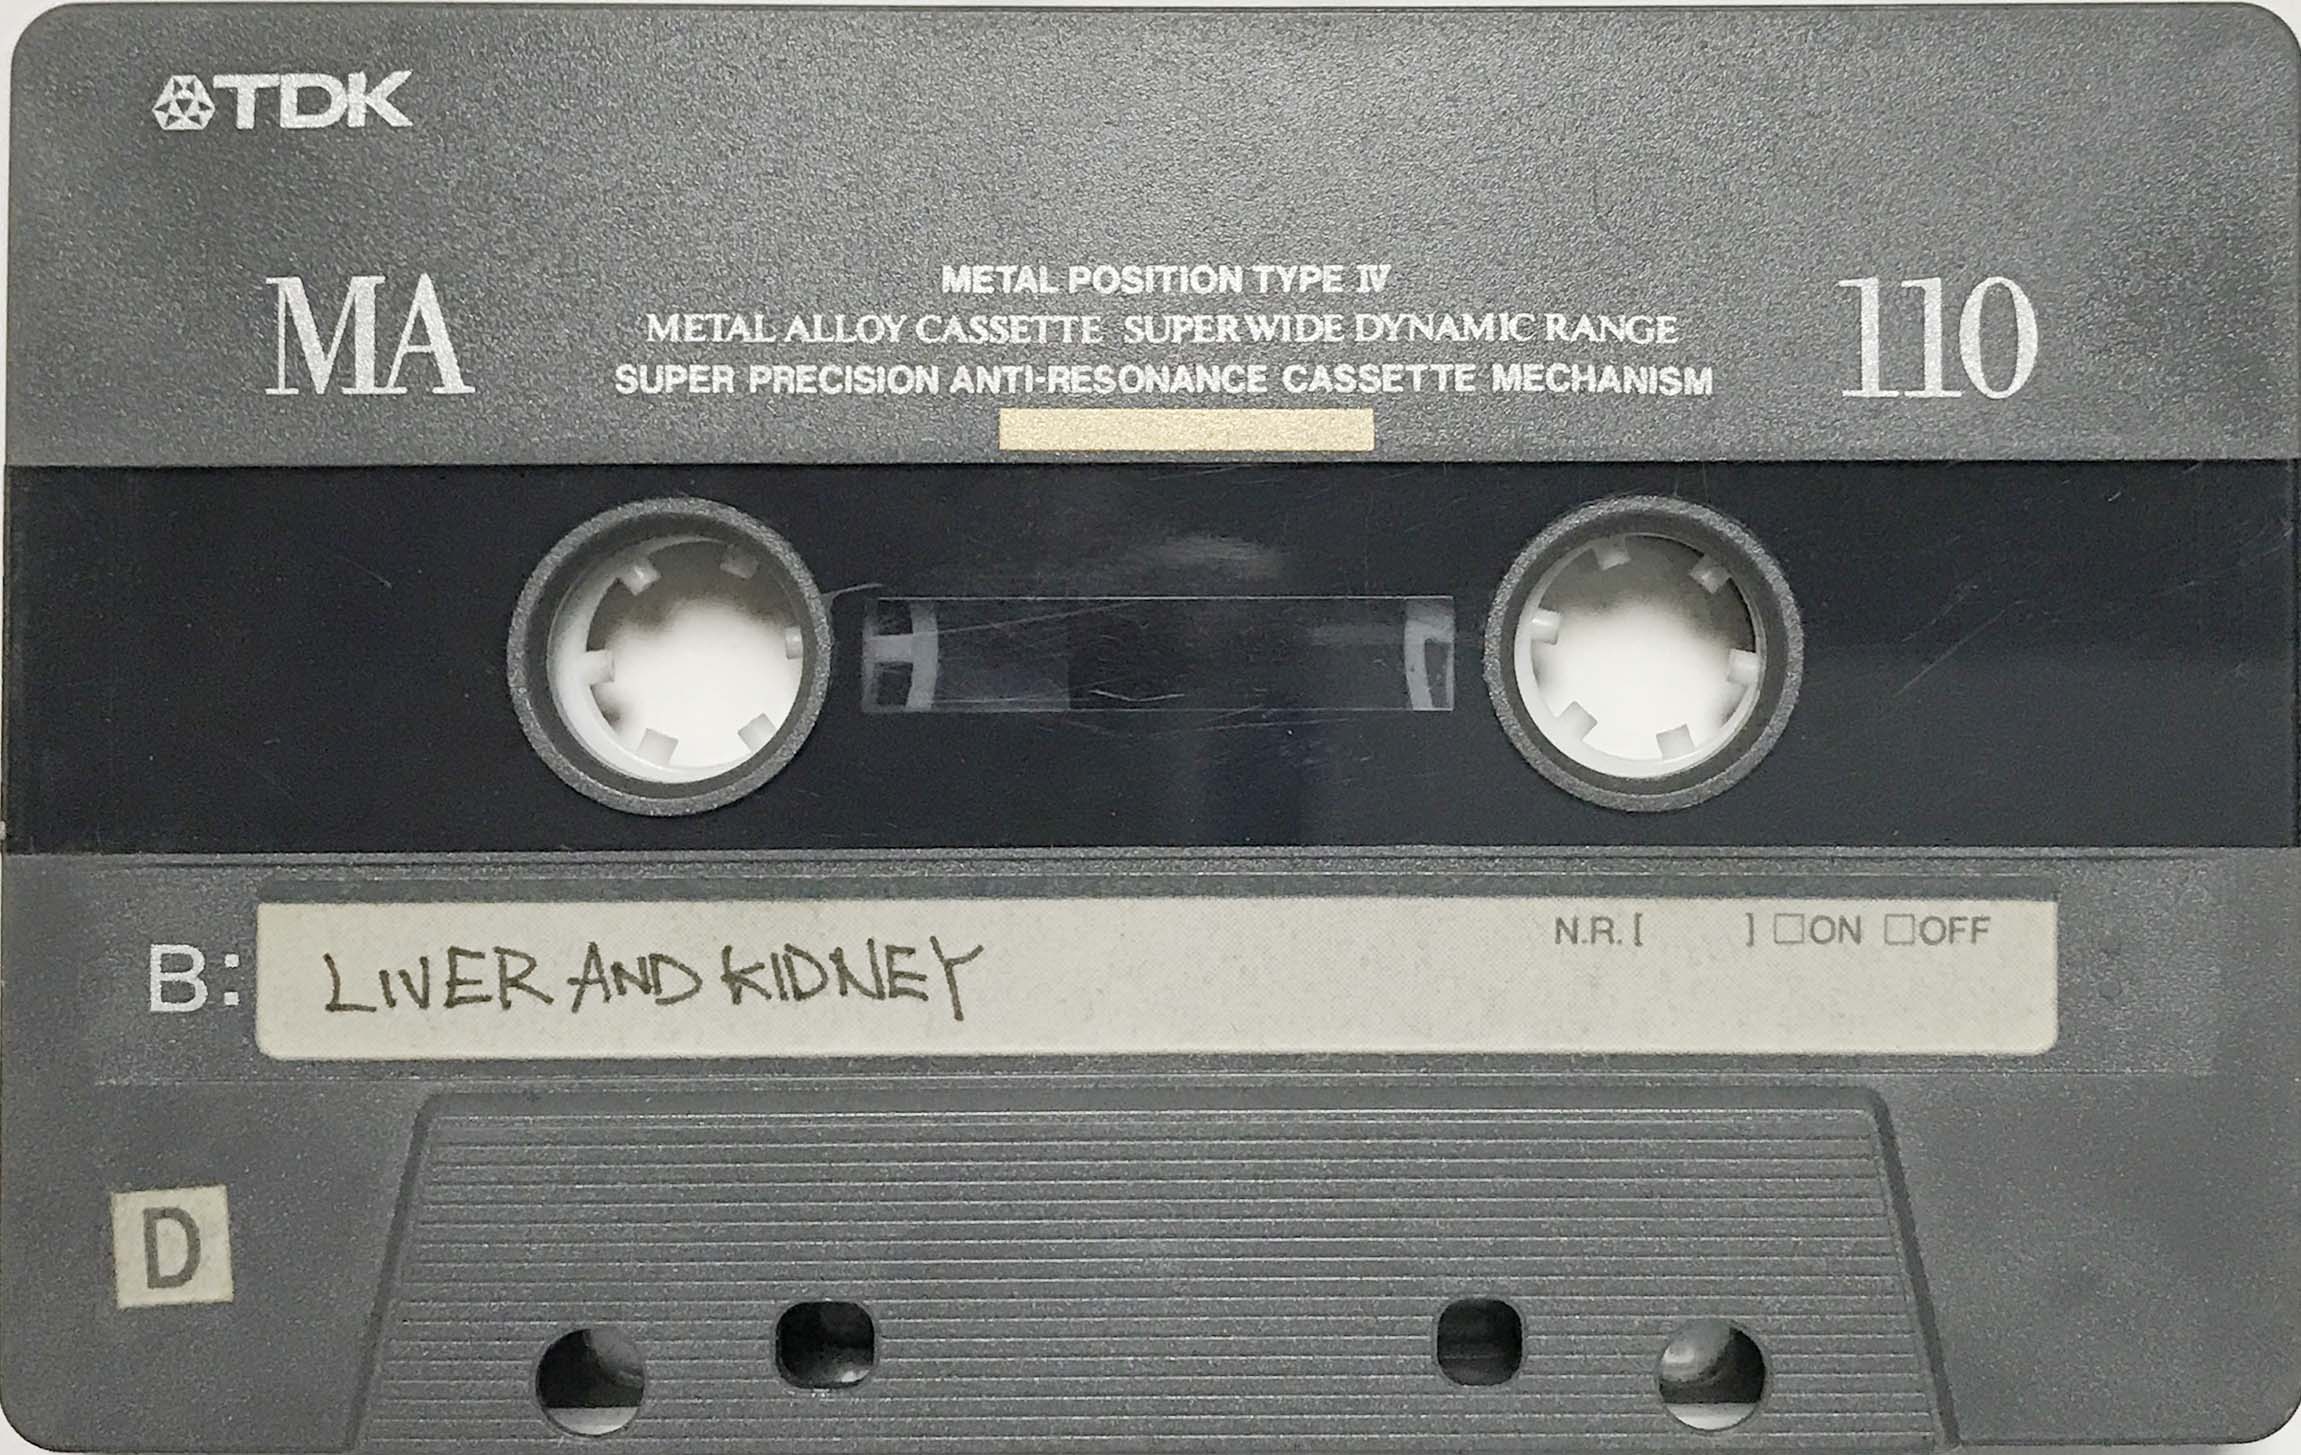 TDK
METAL POSITION TYPE IV
MA METAL ALLOY CASSETTE SUPER WIDE DYNAMIC RANGE 110
SUPER PRECISION ANTI-RESONANCE CASSETTE MECHANISM
N.R. [ ] □ON □OFF
B: LIVER AND KIDNEY
D